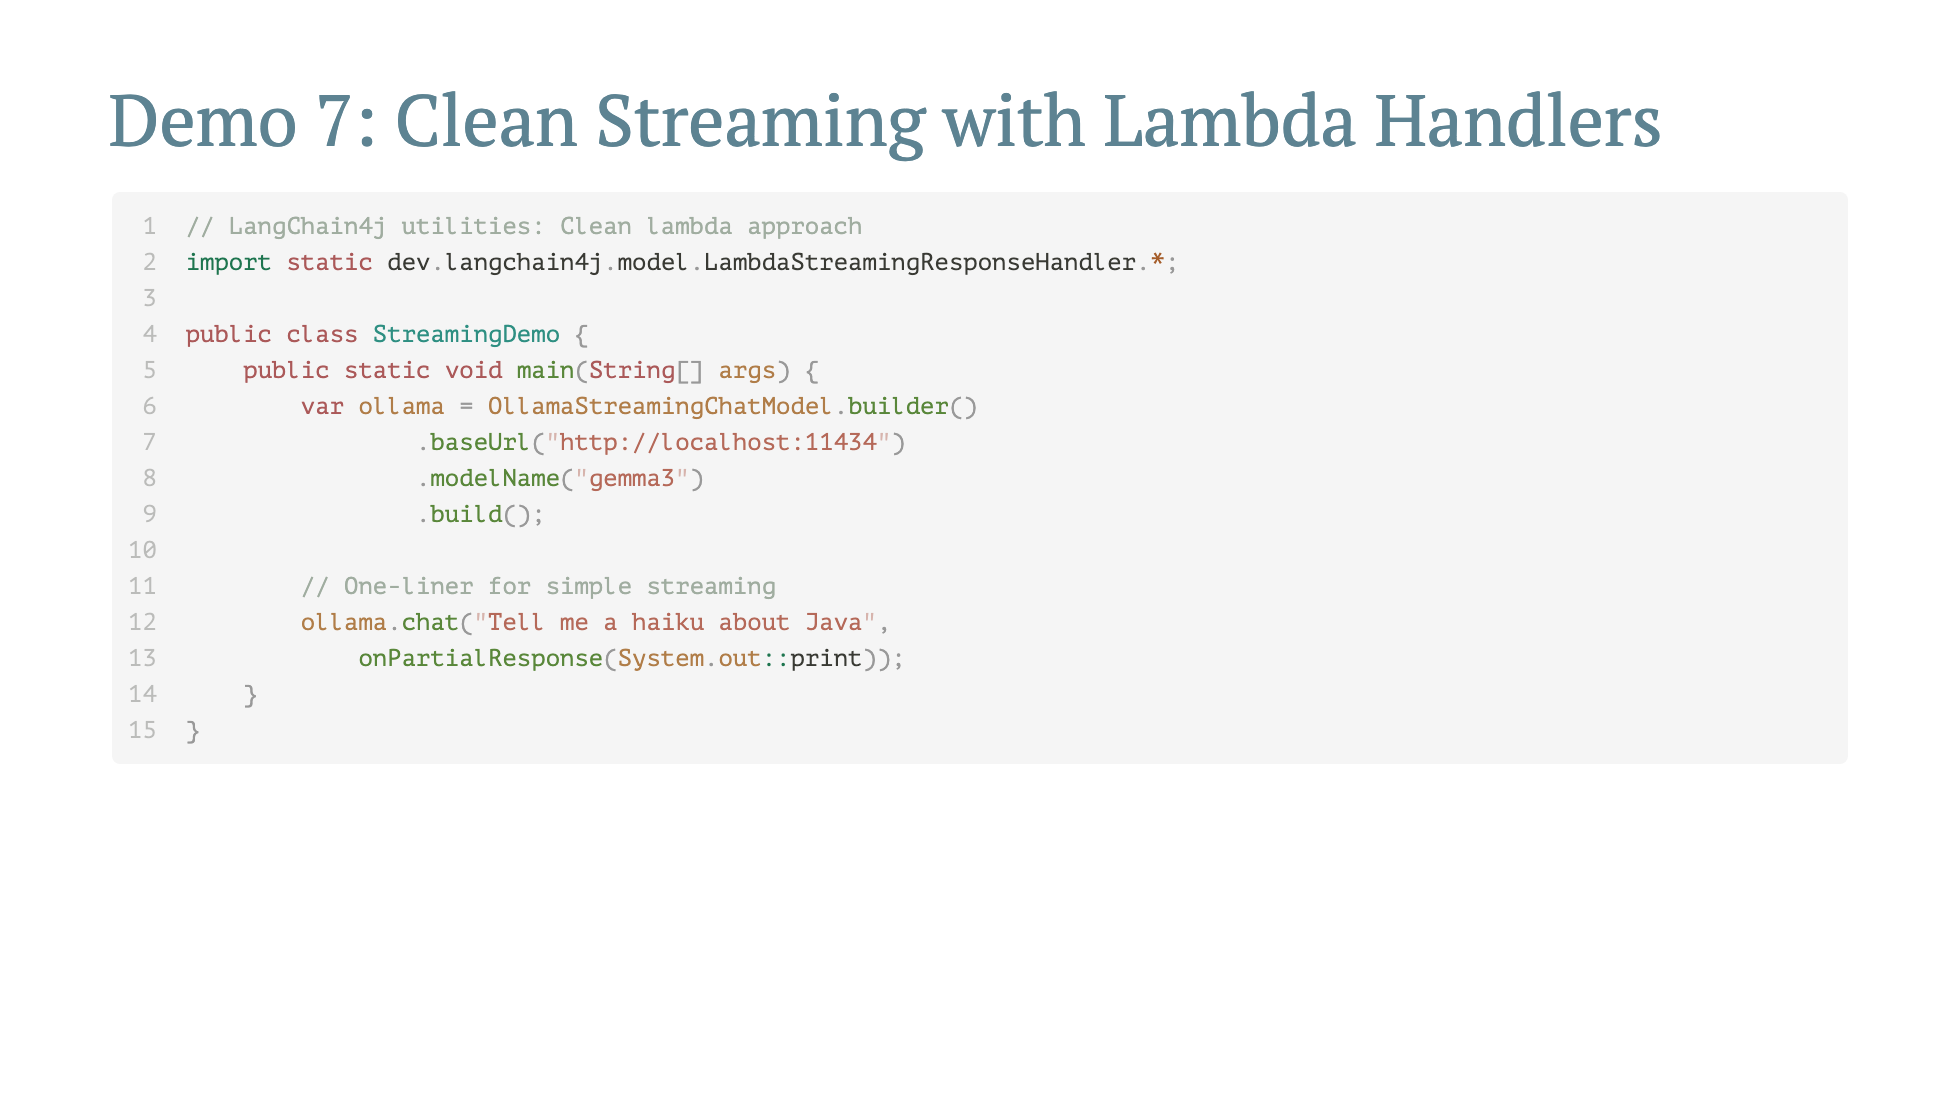 Demo 7: Clean Streaming with Lambda Handlers
1 // LangChain4j utilities: Clean lambda approach
2 import static dev.langchain4j.model.LambdaStreamingResponseHandler.*;
3
4 public class StreamingDemo {
5     public static void main(String[] args) {
6         var ollama = OllamaStreamingChatModel.builder()
7                 .baseUrl("http://localhost:11434")
8                 .modelName("gemma3")
9                 .build();
10
11         // One-liner for simple streaming
12         ollama.chat("Tell me a haiku about Java",
13             onPartialResponse(System.out::print));
14     }
15 }